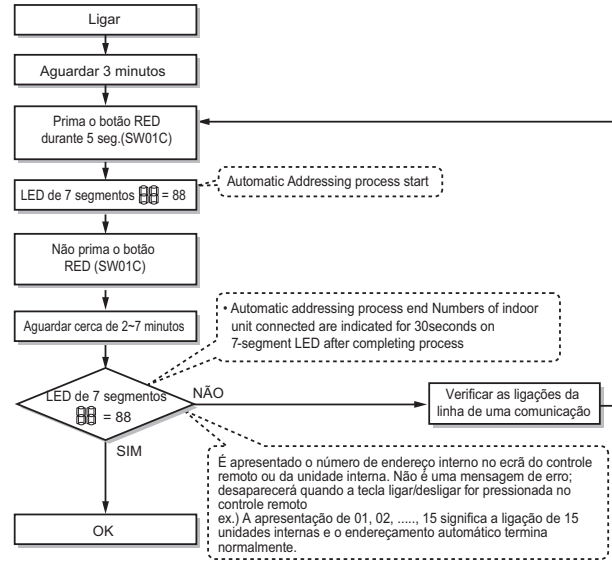 Ligar
Aguardar 3 minutos
Prima o botão RED
durante 5 seg.(SW01C)
LED de 7 segmentos 88 = 88
Automatic Addressing process start
Não prima o botão
RED (SW01C)
Aguardar cerca de 2~7 minutos
• Automatic addressing process end Numbers of indoor
unit connected are indicated for 30seconds on
7-segment LED after completing process
LED de 7 segmentos
88 = 88
NÃO
Verificar as ligações da
linha de uma comunicação
SIM
É apresentado o número de endereço interno no ecrã do controle
remoto ou da unidade interna. Não é uma mensagem de erro;
desaparecerá quando a tecla ligar/desligar for pressionada no
controle remoto
ex.) A apresentação de 01, 02, ....., 15 significa a ligação de 15
unidades internas e o endereçamento automático termina
normalmente.
OK